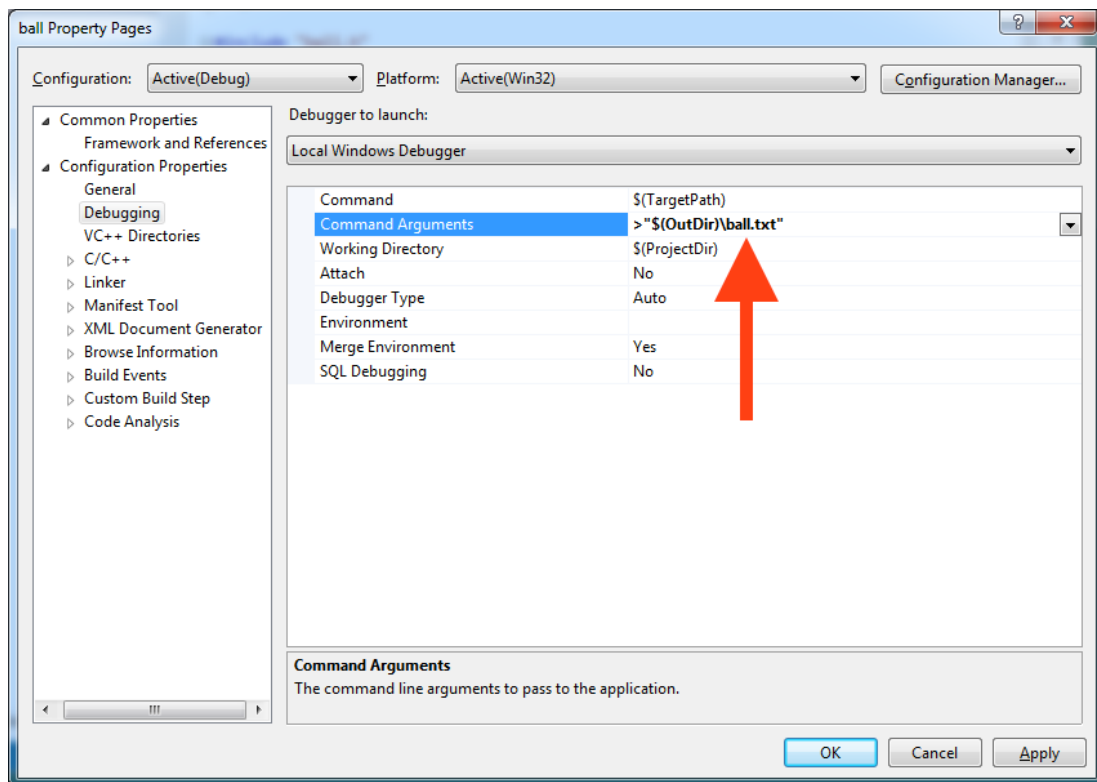 ball Property Pages
Configuration: Active(Debug) Platform: Active(Win32) Configuration Manager...
Common Properties
Framework and References
Configuration Properties
General
Debugging
VC++ Directories
C/C++
Linker
Manifest Tool
XML Document Generator
Browse Information
Build Events
Custom Build Step
Code Analysis
Debugger to launch:
Local Windows Debugger
Command $(TargetPath)
Command Arguments >"$(OutDir)\ball.txt"
Working Directory $(ProjectDir)
Attach No
Debugger Type Auto
Environment
Merge Environment Yes
SQL Debugging No
Command Arguments
The command line arguments to pass to the application.
OK Cancel Apply